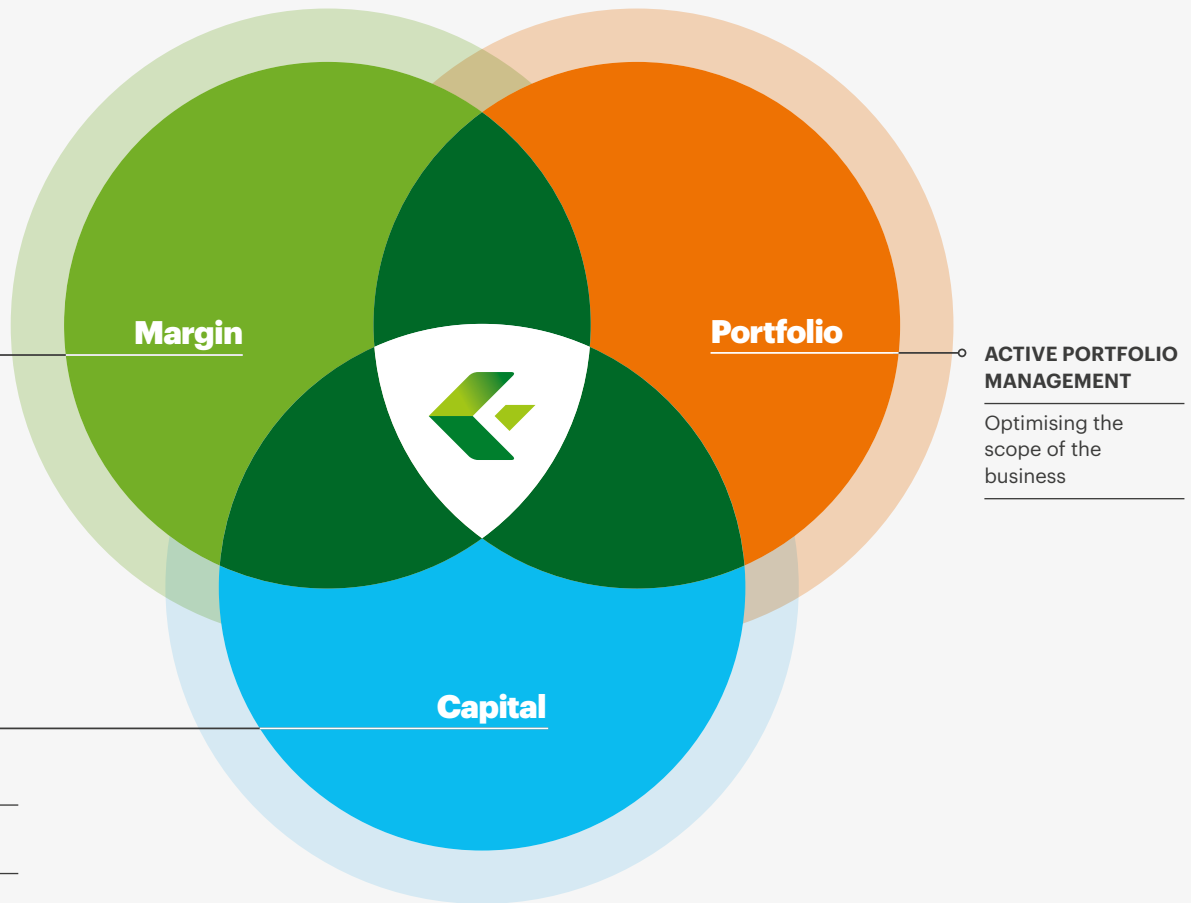 Margin
Portfolio
ACTIVE PORTFOLIO
MANAGEMENT
Optimising the
scope of the
business
Capital